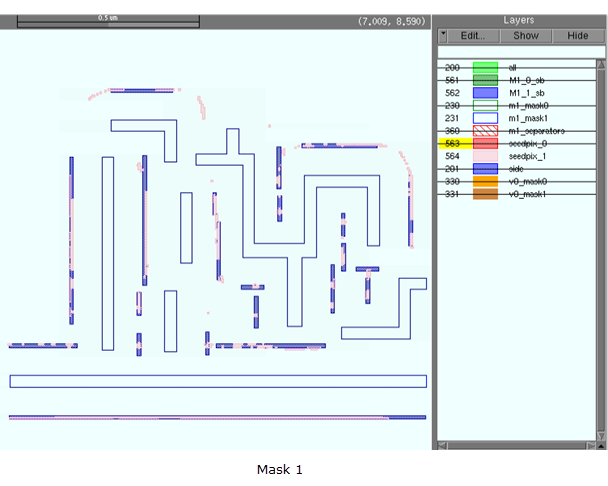 0.5 um
(7.009, 8.590)
Layers
Edit... Show Hide
200 all
561 M1_0_sb
562 M1_1_sb
230 m1_mask0
231 m1_mask1
360 m1_separators
563 seedpix_0
564 seedpix_1
201 side
330 v0_mask0
331 v0_mask1
Mask 1